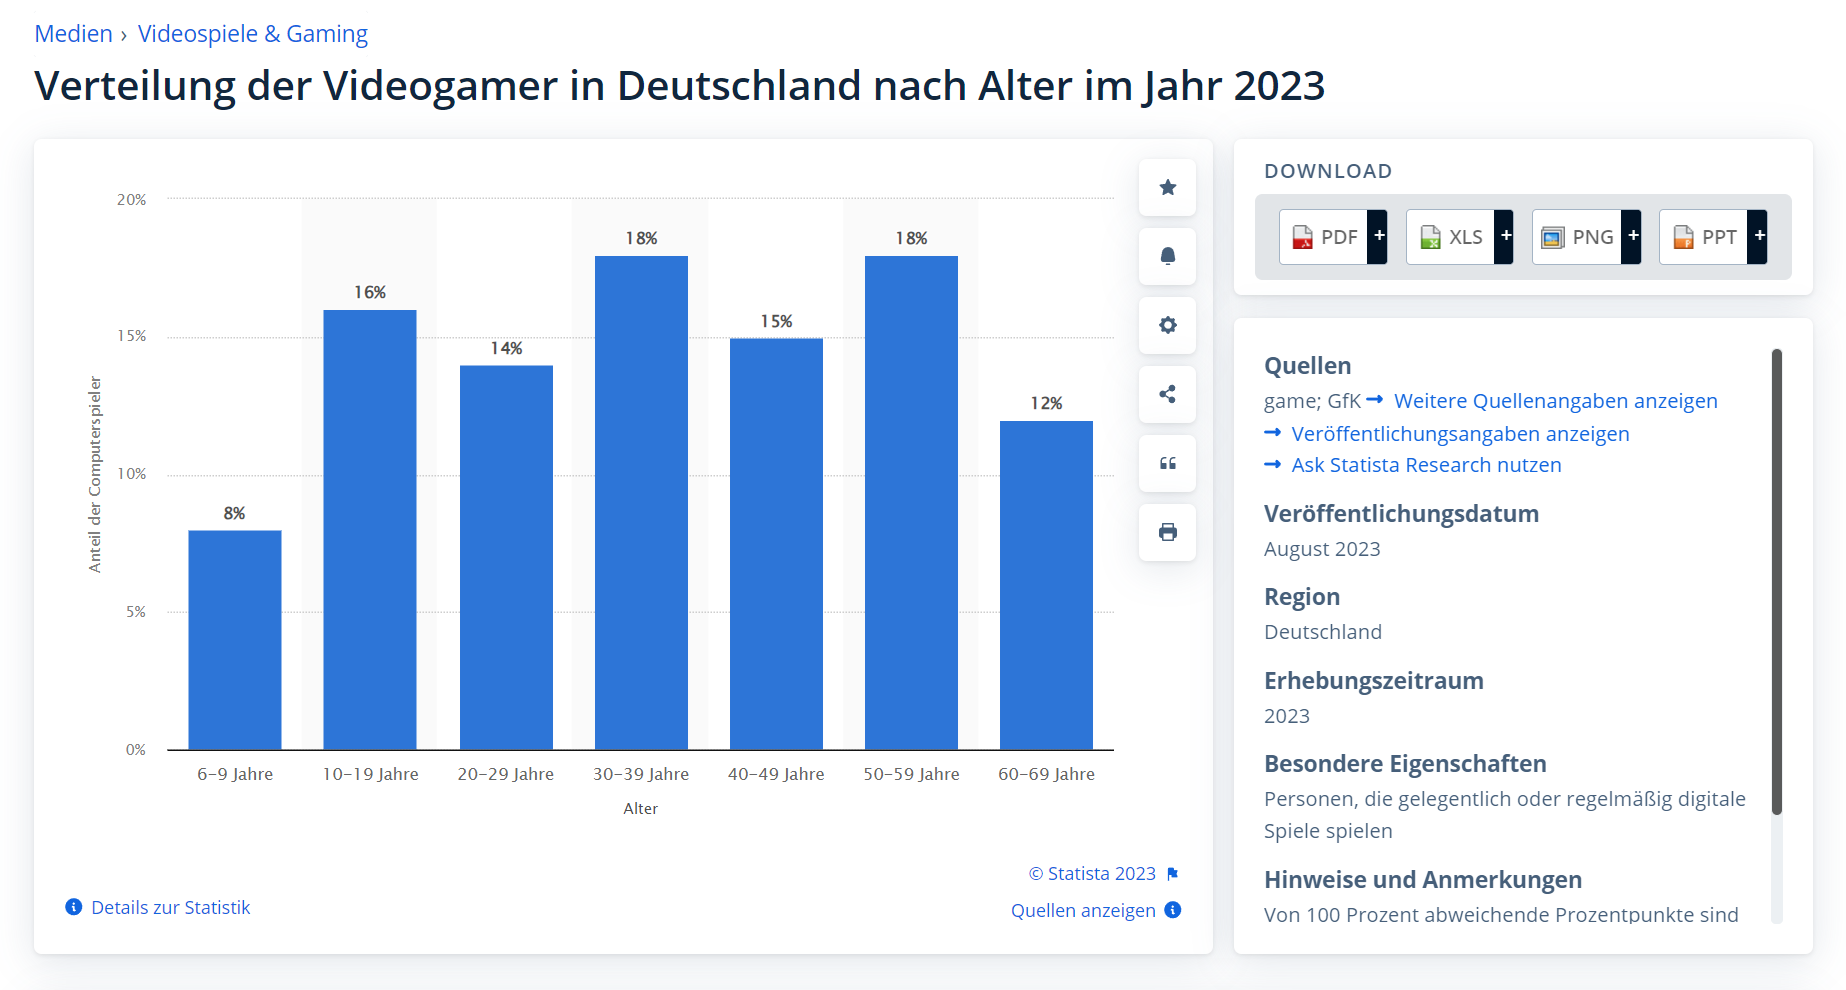 Medien › Videospiele & Gaming
Verteilung der Videogamer in Deutschland nach Alter im Jahr 2023
20%
15%
10%
5%
0%
Anteil der Computerspieler
8%
16%
14%
18%
15%
18%
12%
6–9 Jahre
10–19 Jahre
20–29 Jahre
30–39 Jahre
40–49 Jahre
50–59 Jahre
60–69 Jahre
Alter
© Statista 2023
Details zur Statistik
Quellen anzeigen
DOWNLOAD
PDF +
XLS +
PNG +
PPT +
Quellen
game; GfK → Weitere Quellenangaben anzeigen
→ Veröffentlichungsangaben anzeigen
→ Ask Statista Research nutzen
Veröffentlichungsdatum
August 2023
Region
Deutschland
Erhebungszeitraum
2023
Besondere Eigenschaften
Personen, die gelegentlich oder regelmäßig digitale
Spiele spielen
Hinweise und Anmerkungen
Von 100 Prozent abweichende Prozentpunkte sind